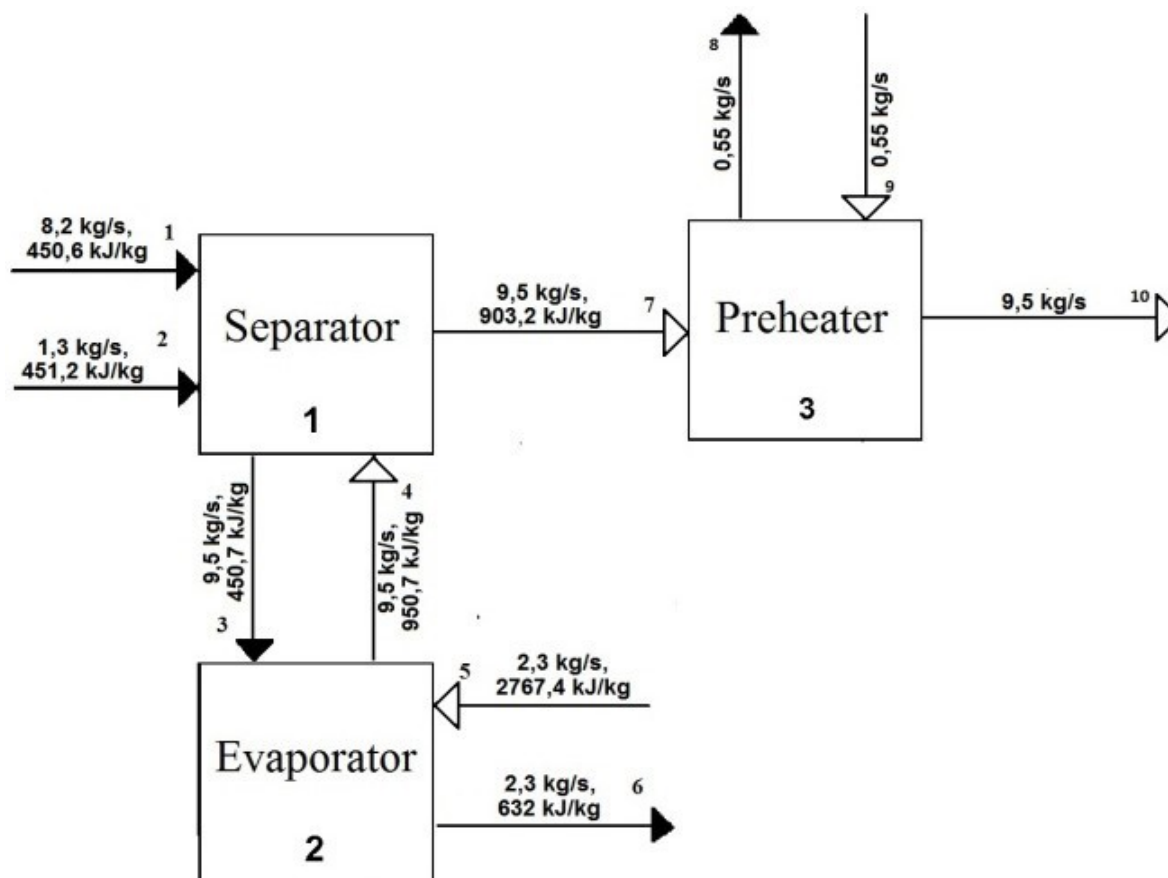 8
0,55 kg/s
0,55 kg/s
9
8,2 kg/s,
450,6 kJ/kg
1
2
1,3 kg/s,
451,2 kJ/kg
Separator
1
9,5 kg/s,
903,2 kJ/kg
7
Preheater
3
9,5 kg/s
10
9,5 kg/s,
450,7 kJ/kg
3
9,5 kg/s,
950,7 kJ/kg
4
Evaporator
2
5
2,3 kg/s,
2767,4 kJ/kg
2,3 kg/s,
632 kJ/kg
6